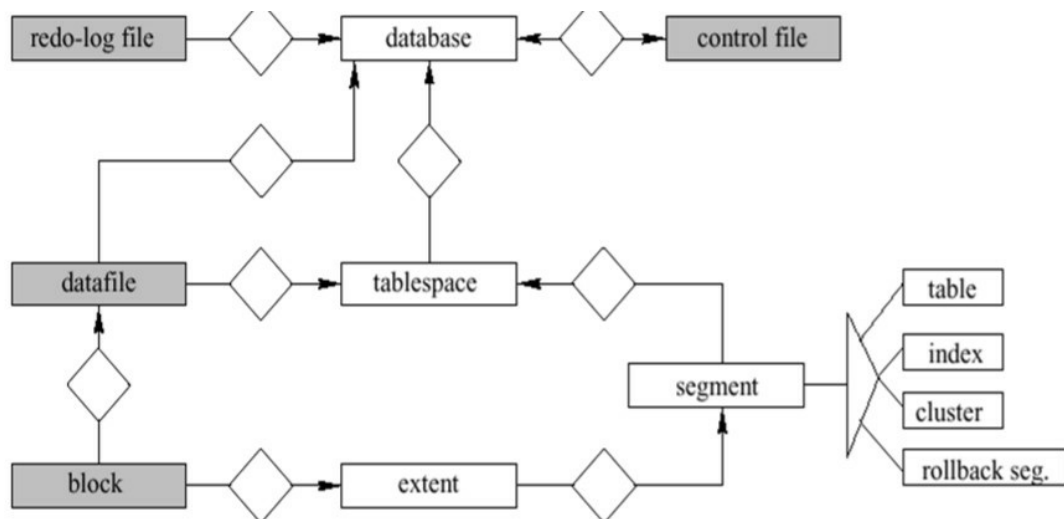 redo-log file
database
control file
datafile
tablespace
table
index
segment
cluster
block
extent
rollback seg.